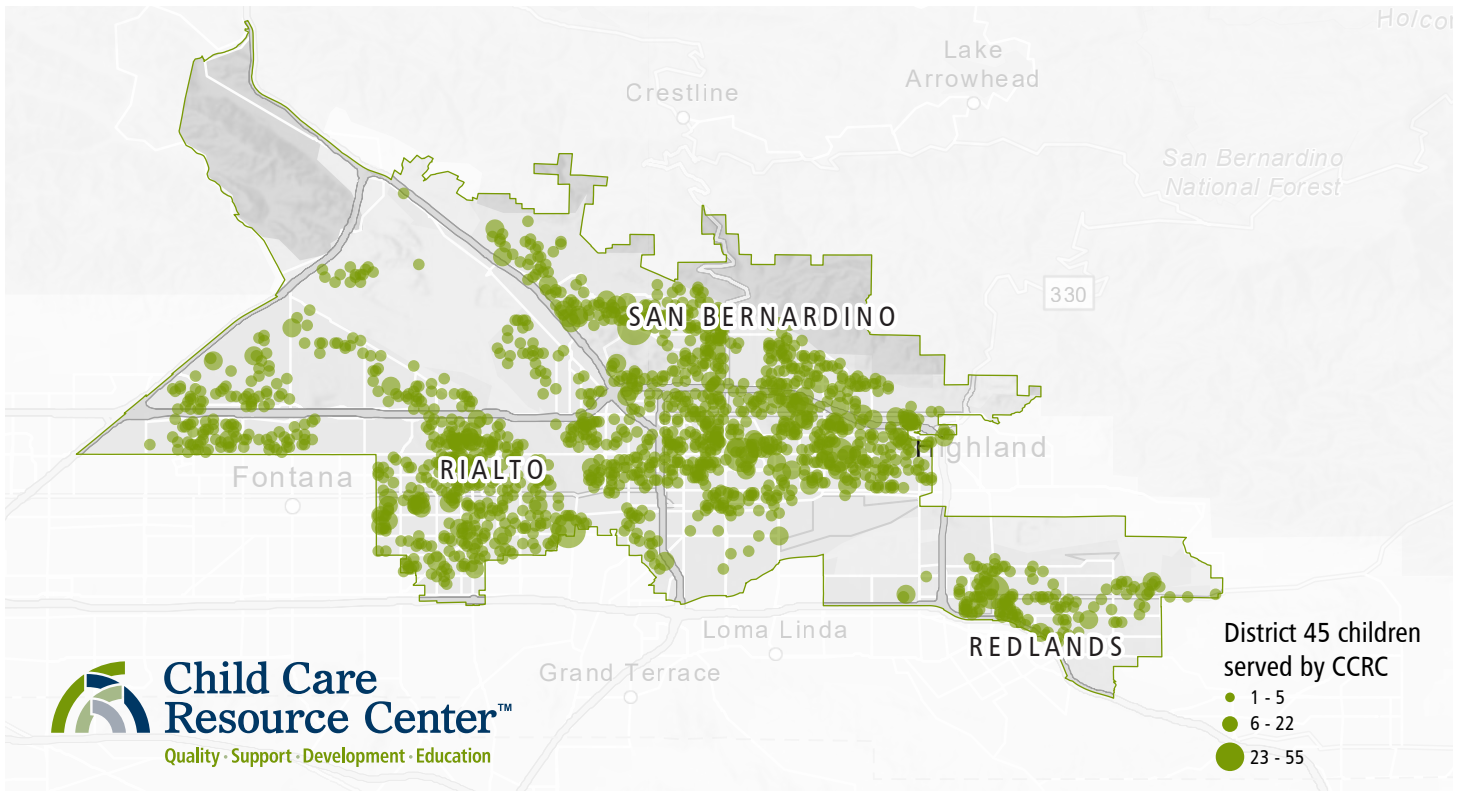 Holco
Lake
Arrowhead
Crestline
San Bernardino
National Forest
330
SAN BERNARDINO
Highland
RIALTO
Fontana
Loma Linda
REDLANDS
Grand Terrace
District 45 children
served by CCRC
1 - 5
6 - 22
23 - 55
Child Care
Resource Center™
Quality · Support · Development · Education